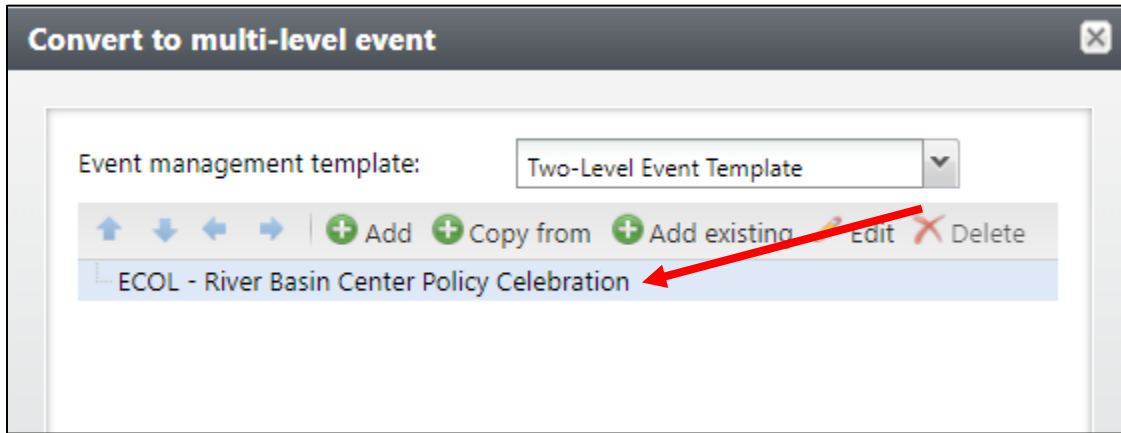 Convert to multi-level event
Event management template: Two-Level Event Template
Add Copy from Add existing Edit Delete
ECOL - River Basin Center Policy Celebration